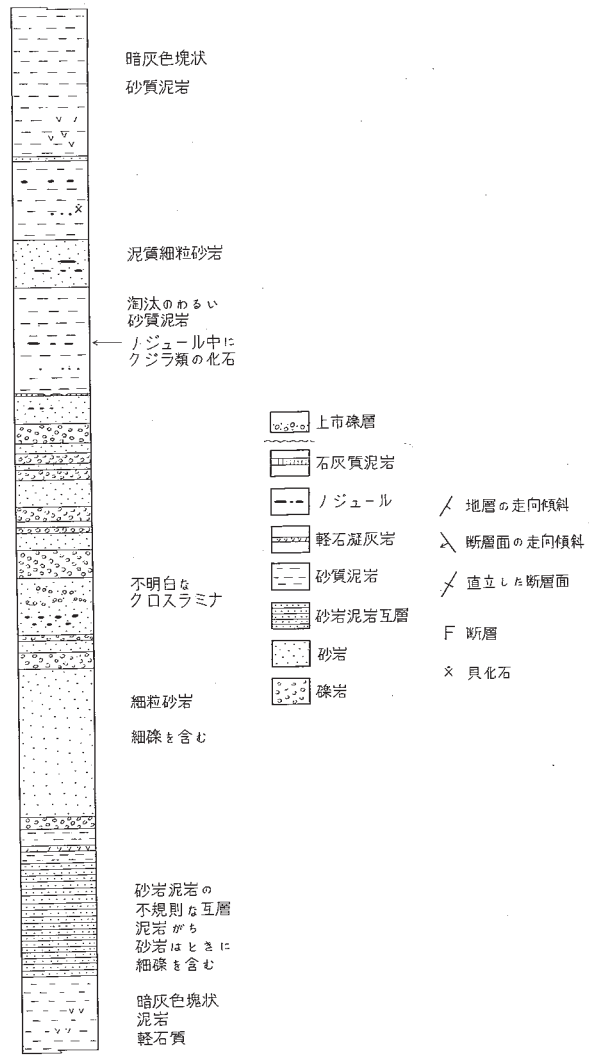 暗灰色塊状
砂質泥岩
泥質細粒砂岩
淘汰のわるい
砂質泥岩
ノジュール中に
クジラ類の化石
不明白な
クロスラミナ
細粒砂岩
細礫を含む
砂岩泥岩の
不規則な互層
泥岩がち
砂岩はときに
細礫を含む
暗灰色塊状
泥岩
軽石質
上市礫層
石灰質泥岩
ノジュール
軽石凝灰岩
砂質泥岩
砂岩泥岩互層
砂岩
礫岩
地層の走向傾斜
断層面の走向傾斜
直立した断層面
F 断層
貝化石